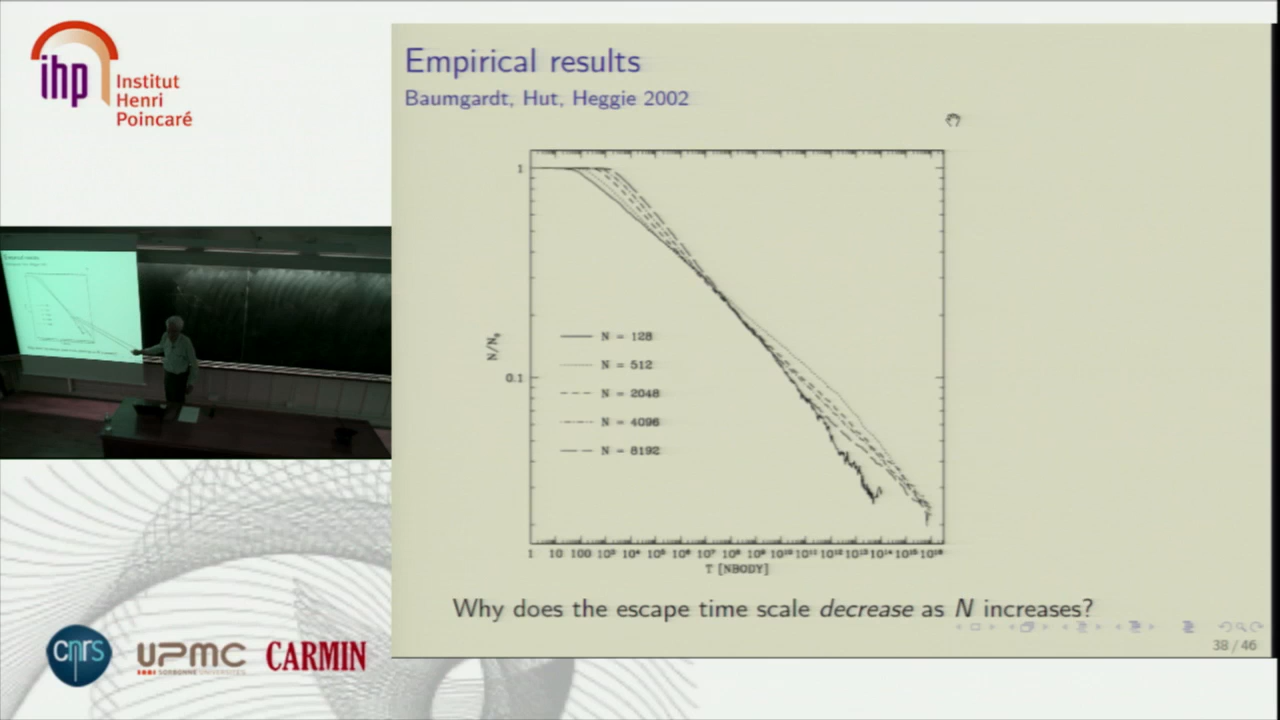 ihp Institut
Henri
Poincaré
Empirical results
Baumgardt, Hut, Heggie 2002
1
0.1
N/N₀
N = 128
N = 512
N = 2048
N = 4096
N = 8192
1 10 100 10³ 10⁴ 10⁵ 10⁶ 10⁷ 10⁸ 10⁹ 10¹⁰ 10¹¹ 10¹² 10¹³ 10¹⁴ 10¹⁵ 10¹⁶
T [NBODY]
Why does the escape time scale decrease as N increases?
38 / 46
cnrs UPMC CARMIN
SORBONNE UNIVERSITÉS